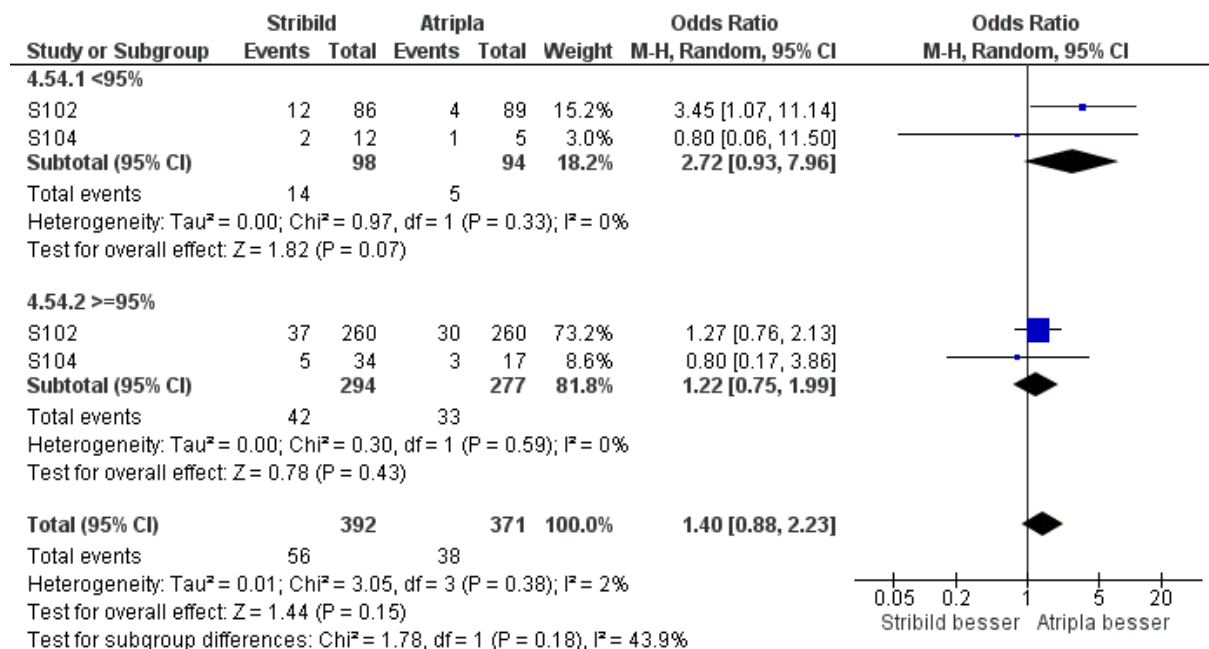 Stribild Atripla Odds Ratio Odds Ratio
Study or Subgroup Events Total Events Total Weight M-H, Random, 95% CI M-H, Random, 95% CI
4.54.1 <95%
S102 12 86 4 89 15.2% 3.45 [1.07, 11.14]
S104 2 12 1 5 3.0% 0.80 [0.06, 11.50]
Subtotal (95% CI) 98 94 18.2% 2.72 [0.93, 7.96]
Total events 14 5
Heterogeneity: Tau² = 0.00; Chi² = 0.97, df = 1 (P = 0.33); I² = 0%
Test for overall effect: Z = 1.82 (P = 0.07)
4.54.2 >=95%
S102 37 260 30 260 73.2% 1.27 [0.76, 2.13]
S104 5 34 3 17 8.6% 0.80 [0.17, 3.86]
Subtotal (95% CI) 294 277 81.8% 1.22 [0.75, 1.99]
Total events 42 33
Heterogeneity: Tau² = 0.00; Chi² = 0.30, df = 1 (P = 0.59); I² = 0%
Test for overall effect: Z = 0.78 (P = 0.43)
Total (95% CI) 392 371 100.0% 1.40 [0.88, 2.23]
Total events 56 38
Heterogeneity: Tau² = 0.01; Chi² = 3.05, df = 3 (P = 0.38); I² = 2%
Test for overall effect: Z = 1.44 (P = 0.15)
Test for subgroup differences: Chi² = 1.78, df = 1 (P = 0.18), I² = 43.9%
0.05 0.2 1 5 20
Stribild besser Atripla besser